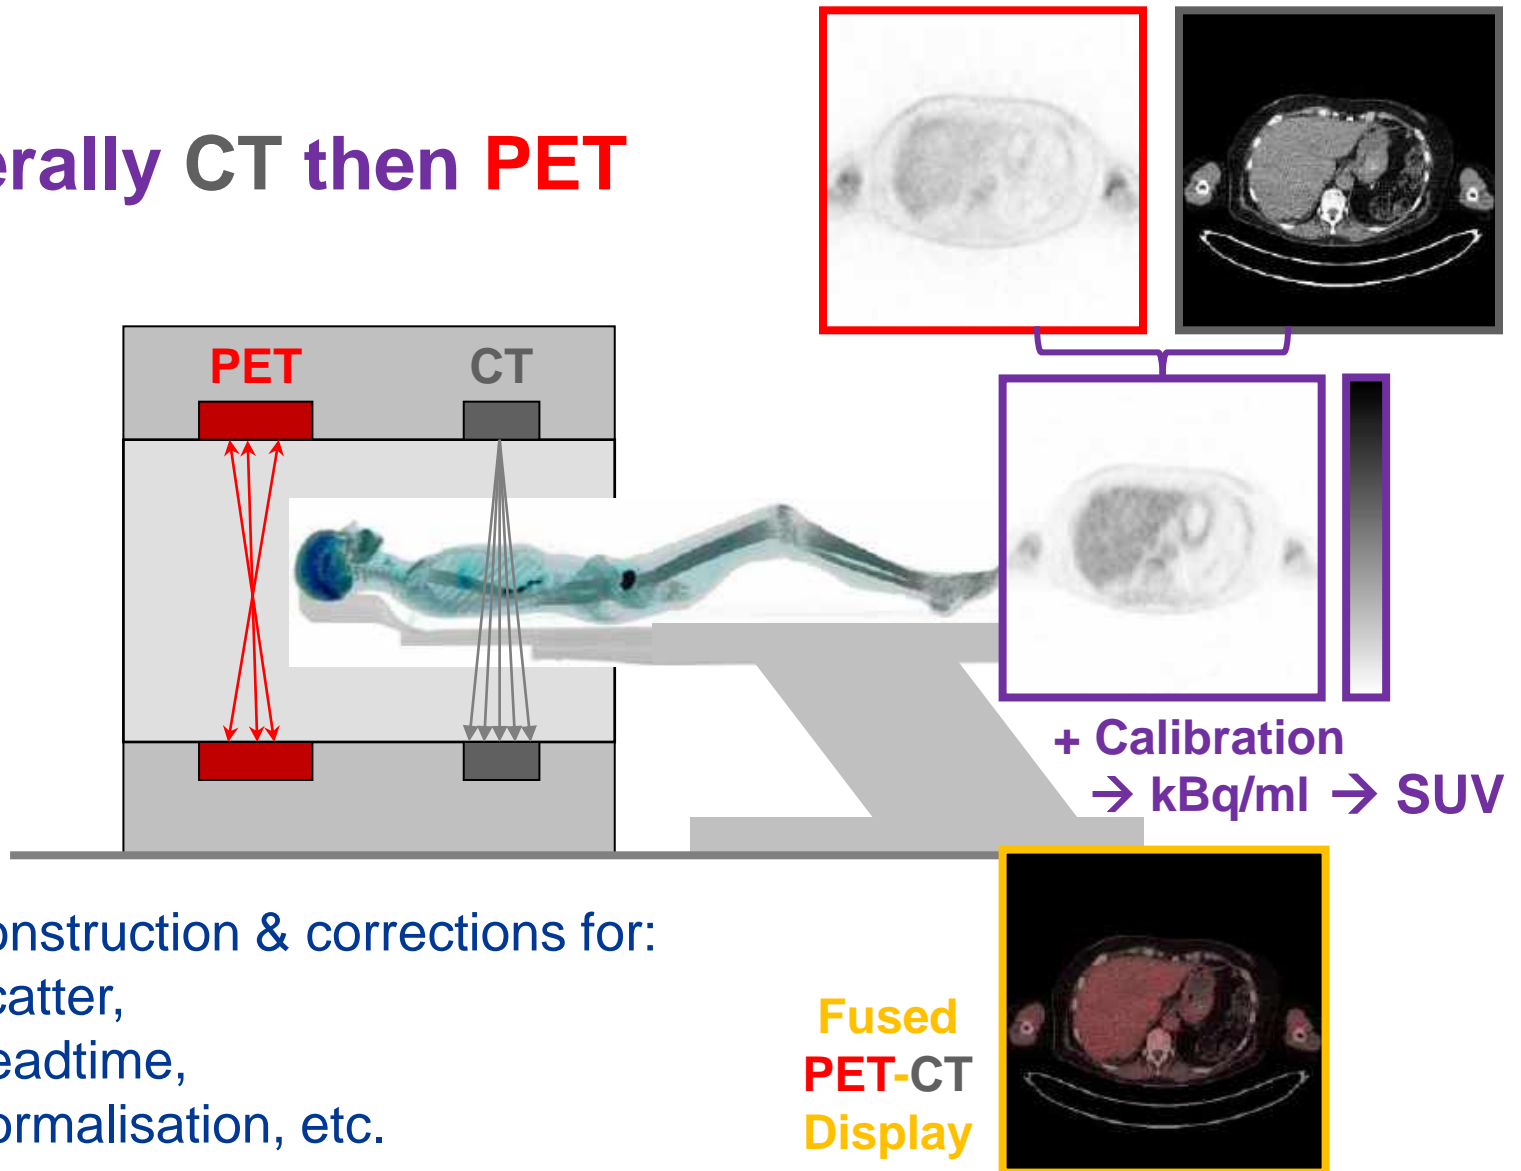 erally CT then PET
PET
CT
+ Calibration
→ kBq/ml → SUV
onstruction & corrections for:
catter,
eadtime,
ormalisation, etc.
Fused
PET-CT
Display